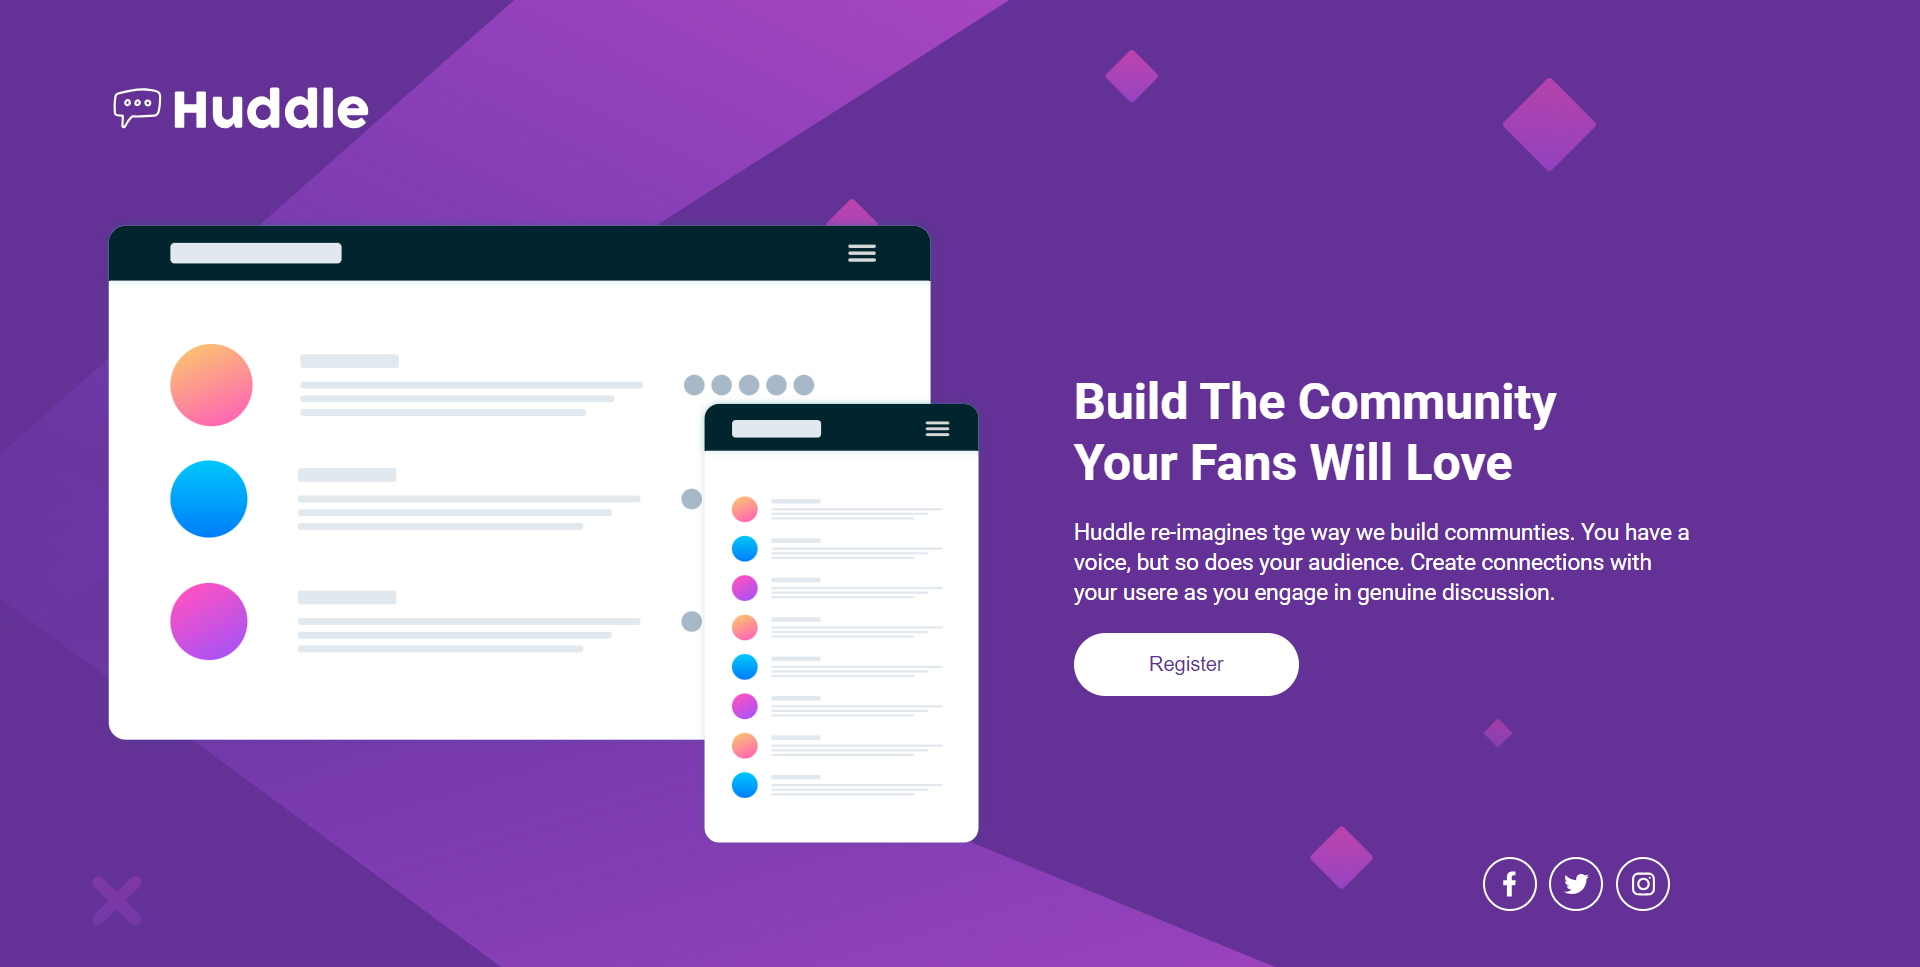 Huddle
Build The Community
Your Fans Will Love
Huddle re-imagines tge way we build communties. You have a
voice, but so does your audience. Create connections with
your usere as you engage in genuine discussion.
Register